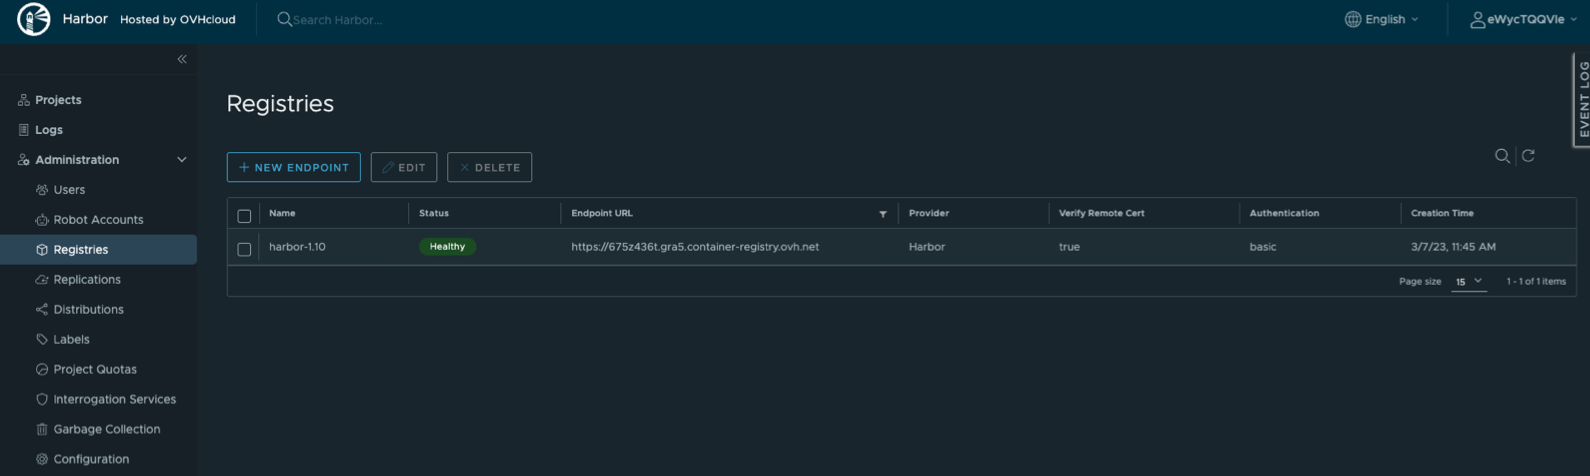 Harbor Hosted by OVHcloud
Search Harbor...
English
eWycTQQVIe
EVENT LOG
Projects
Logs
Administration
Users
Robot Accounts
Registries
Replications
Distributions
Labels
Project Quotas
Interrogation Services
Garbage Collection
Configuration
Registries
NEW ENDPOINT EDIT DELETE
Name Status Endpoint URL Provider Verify Remote Cert Authentication Creation Time
harbor-1.10 Healthy https://675z436t.gra5.container-registry.ovh.net Harbor true basic 3/7/23, 11:45 AM
Page size 15 1 - 1 of 1 items